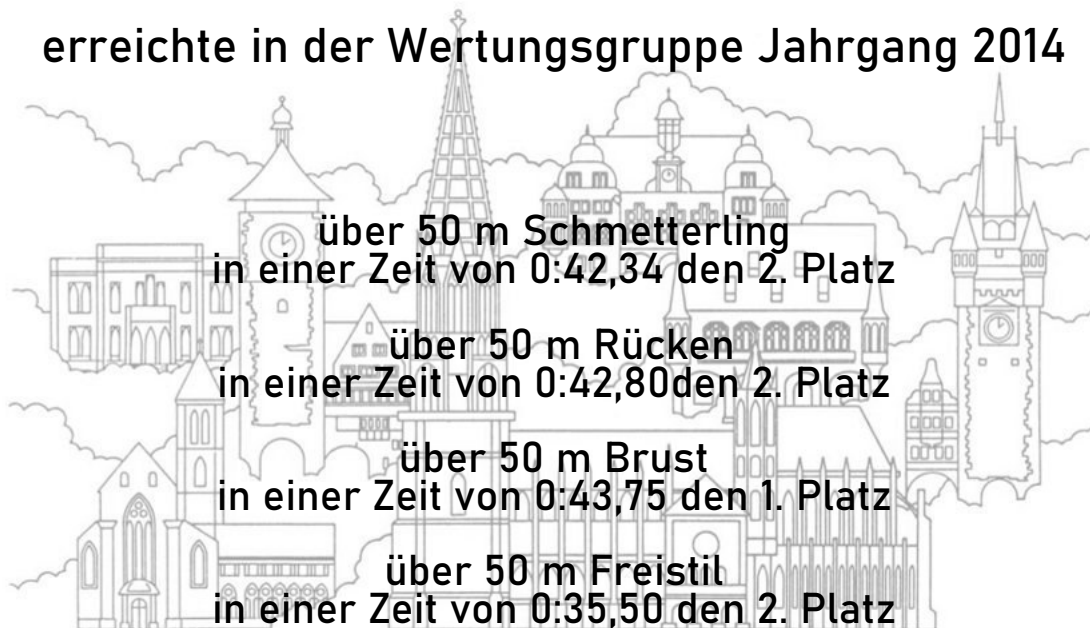 erreichte in der Wertungsgruppe Jahrgang 2014
über 50 m Schmetterling
in einer Zeit von 0:42,34 den 2. Platz
über 50 m Rücken
in einer Zeit von 0:42,80den 2. Platz
über 50 m Brust
in einer Zeit von 0:43,75 den 1. Platz
über 50 m Freistil
in einer Zeit von 0:35,50 den 2. Platz